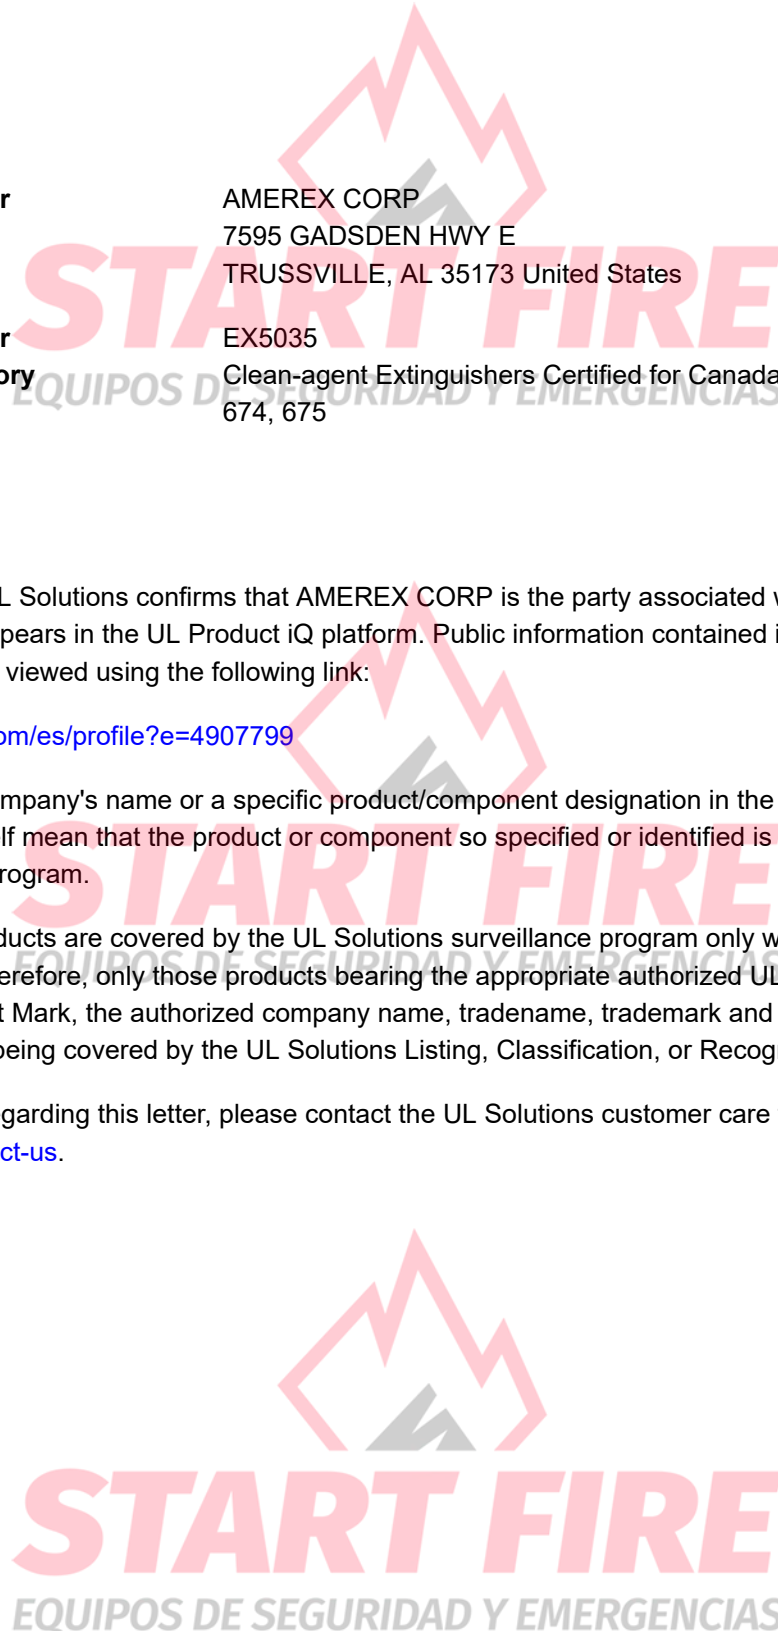 r AMEREX CORP
7595 GADSDEN HWY E
TRUSSVILLE, AL 35173 United States
START FIRE
r EX5035
ory Clean-agent Extinguishers Certified for Canada
EQUIPOS DE SEGURIDAD Y EMERGENCIAS
674, 675
L Solutions confirms that AMEREX CORP is the party associated w
pears in the UL Product iQ platform. Public information contained i
viewed using the following link:
om/es/profile?e=4907799
mpany's name or a specific product/component designation in the
lf mean that the product or component so specified or identified is
rogram.
START FIRE
ducts are covered by the UL Solutions surveillance program only w
EQUIPOS DE SEGURIDAD Y EMERGENCIAS
erefore, only those products bearing the appropriate authorized UL
t Mark, the authorized company name, tradename, trademark and
being covered by the UL Solutions Listing, Classification, or Recog
egarding this letter, please contact the UL Solutions customer care
ct-us.
START FIRE
EQUIPOS DE SEGURIDAD Y EMERGENCIAS